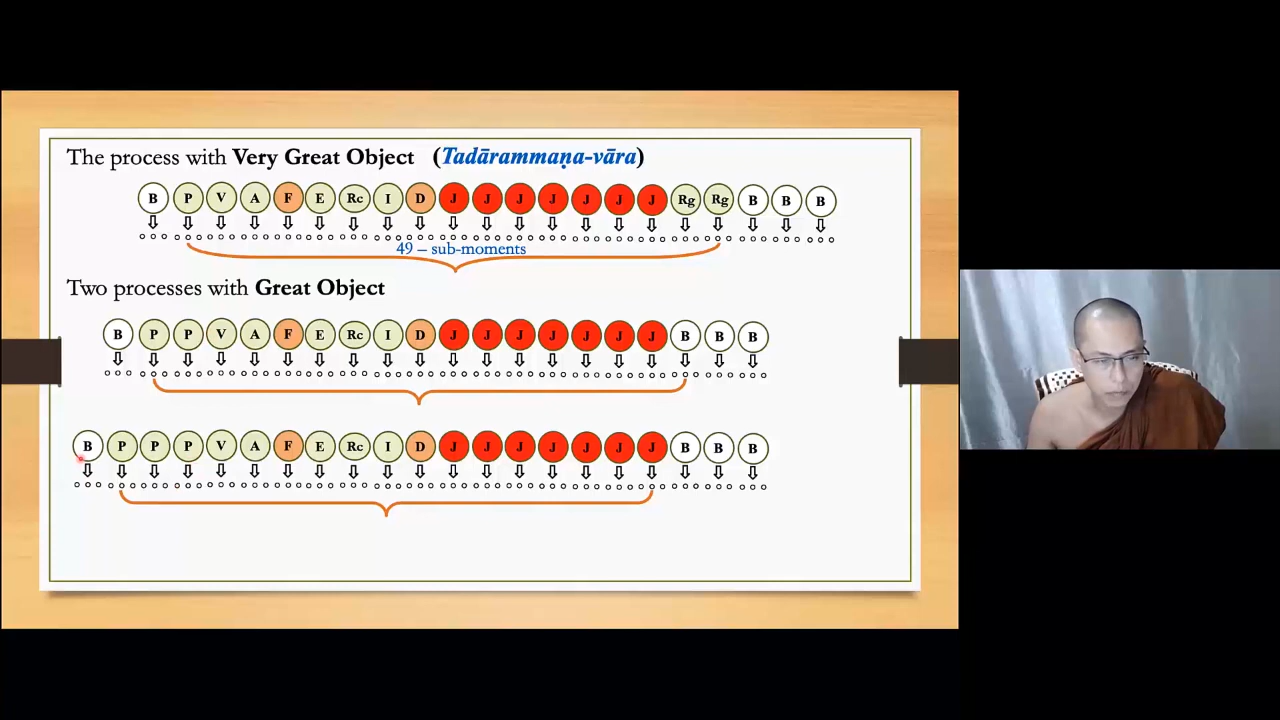 The process with Very Great Object (Tadārammaṇa-vāra)
B P V A F E Rc I D J J J J J J J Rg Rg B B B
49 – sub-moments
Two processes with Great Object
B P P V A F E Rc I D J J J J J J J B B B
B P P P V A F E Rc I D J J J J J J J B B B